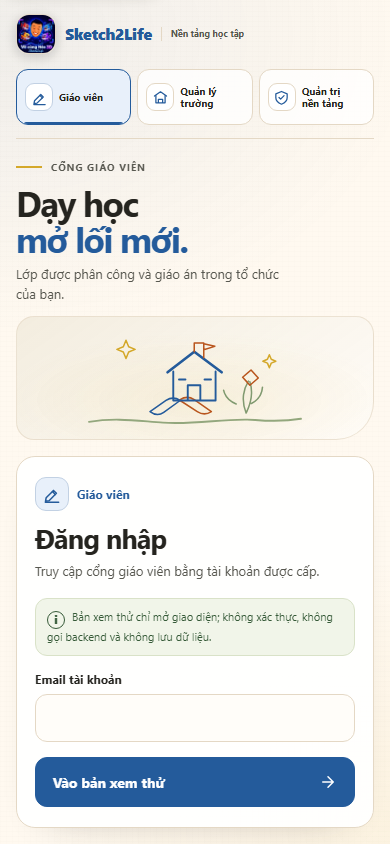 Sketch2Life
Nền tảng học tập
Giáo viên
Quản lý
trường
Quản trị
nền tảng
CỔNG GIÁO VIÊN
Dạy học
mở lối mới.
Lớp được phân công và giáo án trong tổ chức
của bạn.
Giáo viên
Đăng nhập
Truy cập cổng giáo viên bằng tài khoản được cấp.
Bản xem thử chỉ mở giao diện; không xác thực, không
gọi backend và không lưu dữ liệu.
Email tài khoản
Vào bản xem thử